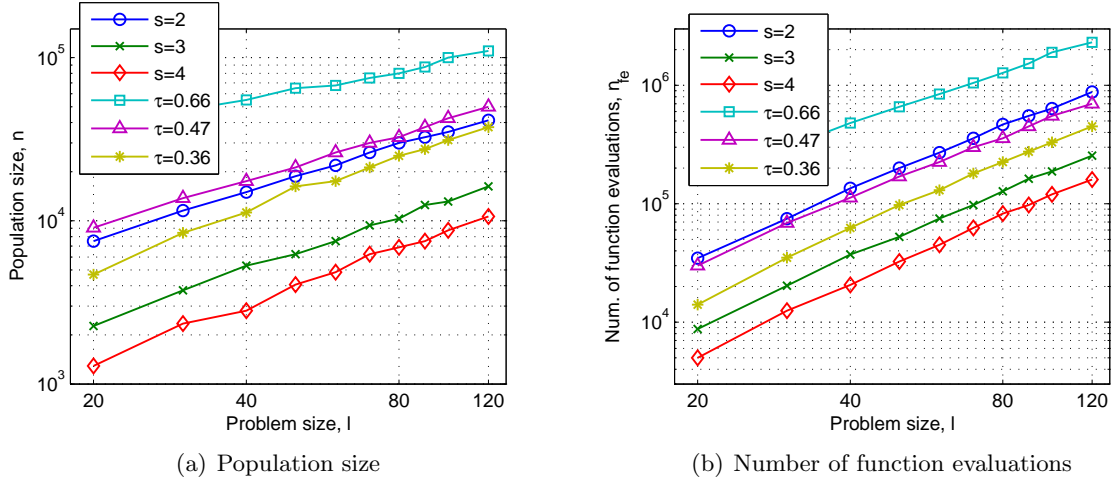 s=2
s=3
s=4
τ=0.66
τ=0.47
τ=0.36
Population size, n
10^5
10^4
10^3
20 40 80 120
Problem size, l
(a) Population size
s=2
s=3
s=4
τ=0.66
τ=0.47
τ=0.36
Num. of function evaluations, n_fe
10^6
10^5
10^4
20 40 80 120
Problem size, l
(b) Number of function evaluations